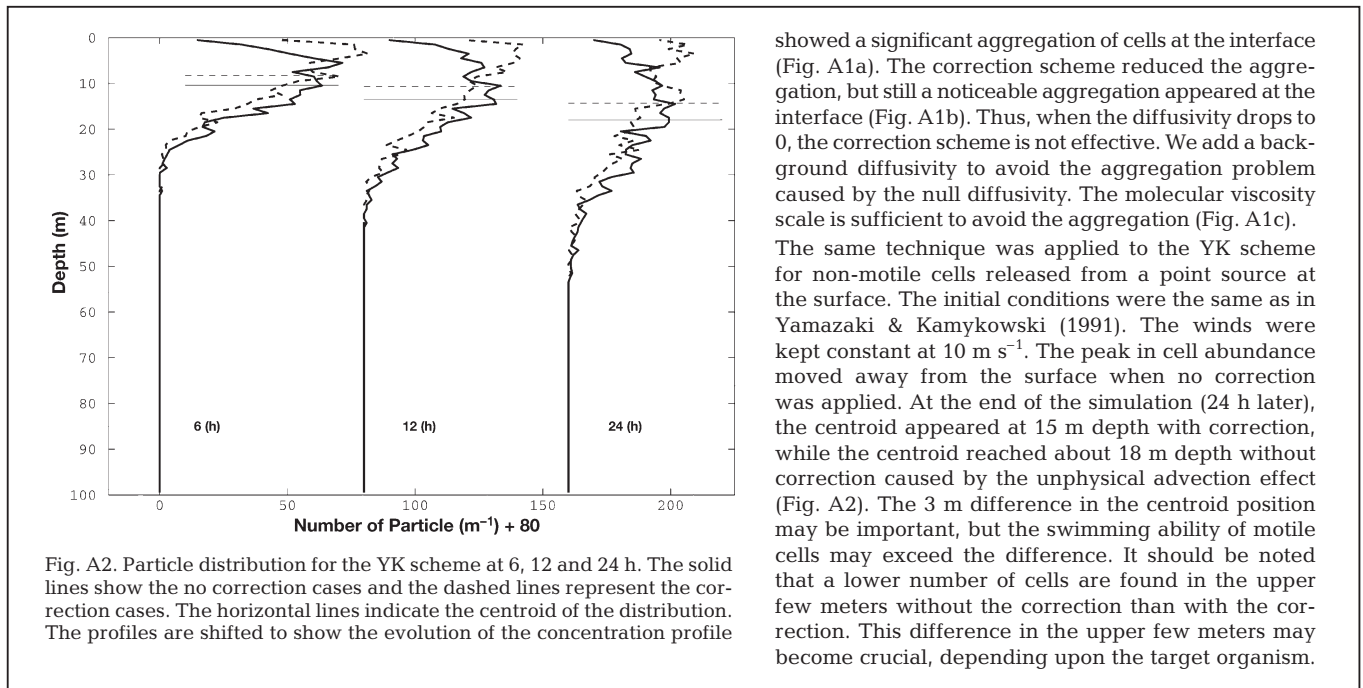 0
10
20
30
40
50
60
70
80
90
100
Depth (m)
6 (h)
12 (h)
24 (h)
0
50
100
150
200
Number of Particle (m⁻¹) + 80
Fig. A2. Particle distribution for the YK scheme at 6, 12 and 24 h. The solid
lines show the no correction cases and the dashed lines represent the cor-
rection cases. The horizontal lines indicate the centroid of the distribution.
The profiles are shifted to show the evolution of the concentration profile
showed a significant aggregation of cells at the interface
(Fig. A1a). The correction scheme reduced the aggre-
gation, but still a noticeable aggregation appeared at the
interface (Fig. A1b). Thus, when the diffusivity drops to
0, the correction scheme is not effective. We add a back-
ground diffusivity to avoid the aggregation problem
caused by the null diffusivity. The molecular viscosity
scale is sufficient to avoid the aggregation (Fig. A1c).
The same technique was applied to the YK scheme
for non-motile cells released from a point source at
the surface. The initial conditions were the same as in
Yamazaki & Kamykowski (1991). The winds were
kept constant at 10 m s⁻¹. The peak in cell abundance
moved away from the surface when no correction
was applied. At the end of the simulation (24 h later),
the centroid appeared at 15 m depth with correction,
while the centroid reached about 18 m depth without
correction caused by the unphysical advection effect
(Fig. A2). The 3 m difference in the centroid position
may be important, but the swimming ability of motile
cells may exceed the difference. It should be noted
that a lower number of cells are found in the upper
few meters without the correction than with the cor-
rection. This difference in the upper few meters may
become crucial, depending upon the target organism.